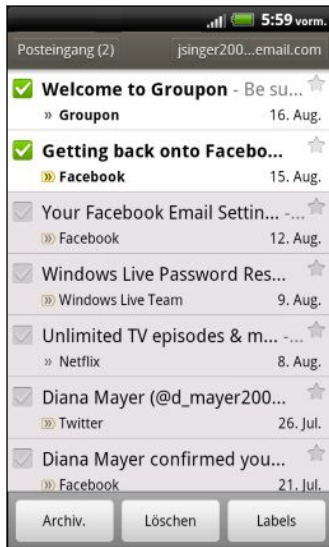 5:59 vorm.
Posteingang (2) jsinger200...email.com
Welcome to Groupon - Be su...
» Groupon 16. Aug.
Getting back onto Facebo...
» Facebook 15. Aug.
Your Facebook Email Settin... -...
» Facebook 12. Aug.
Windows Live Password Res...
» Windows Live Team 9. Aug.
Unlimited TV episodes & m... -...
» Netflix 8. Aug.
Diana Mayer (@d_mayer200...
» Twitter 26. Jul.
Diana Mayer confirmed you...
» Facebook 21. Jul.
Archiv. Löschen Labels